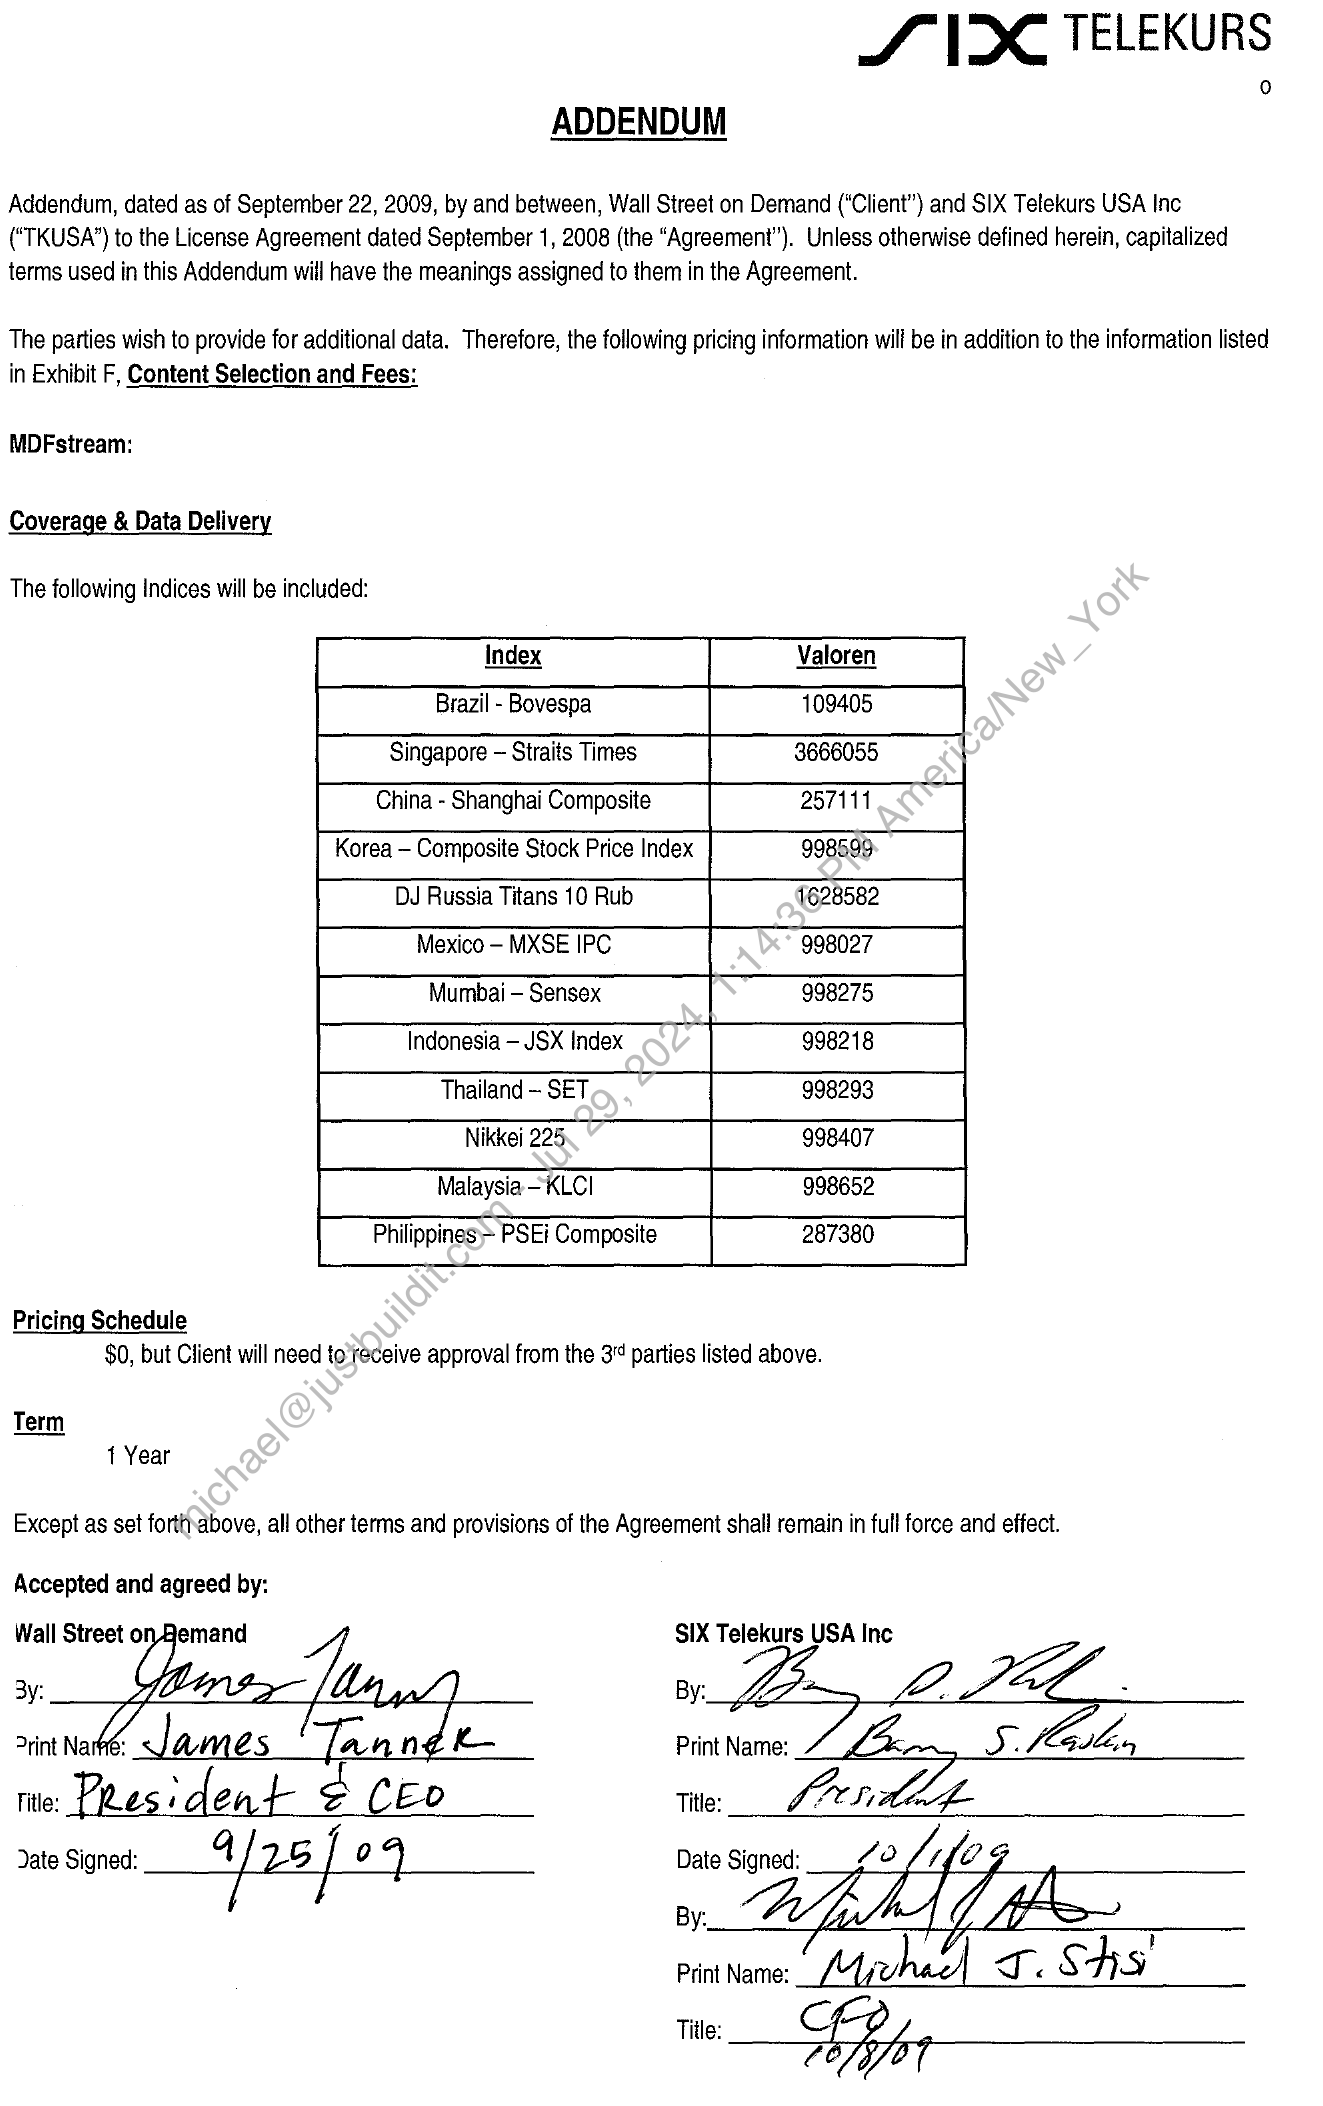 SIX TELEKURS
0
ADDENDUM
Addendum, dated as of September 22, 2009, by and between, Wall Street on Demand (“Client”) and SIX Telekurs USA Inc
(“TKUSA”) to the License Agreement dated September 1, 2008 (the “Agreement”). Unless otherwise defined herein, capitalized
terms used in this Addendum will have the meanings assigned to them in the Agreement.
The parties wish to provide for additional data. Therefore, the following pricing information will be in addition to the information listed
in Exhibit F, Content Selection and Fees:
MDFstream:
Coverage & Data Delivery
The following Indices will be included:
Index Valoren
Brazil - Bovespa 109405
Singapore – Straits Times 3666055
China - Shanghai Composite 257111
Korea – Composite Stock Price Index 998599
DJ Russia Titans 10 Rub 1628582
Mexico – MXSE IPC 998027
Mumbai – Sensex 998275
Indonesia – JSX Index 998218
Thailand – SET 998293
Nikkei 225 998407
Malaysia – KLCI 998652
Philippines – PSEi Composite 287380
michael@justbuildit.com - Jul 29, 2024, 1:14:36 PM America/New_York
Pricing Schedule
$0, but Client will need to receive approval from the 3rd parties listed above.
Term
1 Year
Except as set forth above, all other terms and provisions of the Agreement shall remain in full force and effect.
Accepted and agreed by:
Wall Street on Demand
By: James Tanner
Print Name: James Tanner
Title: President & CEO
Date Signed: 9/25/09
SIX Telekurs USA Inc
By:
Print Name: Barry S. Raskin
Title: President
Date Signed: 10/1/09
By:
Print Name: Michael J. Stisi
Title: CFO
10/8/09